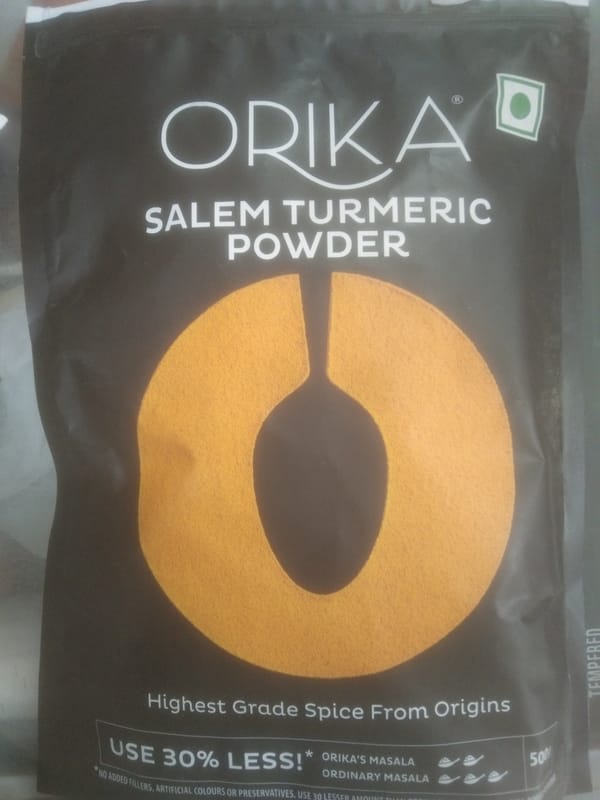 ORIKA®
SALEM TURMERIC
POWDER
Highest Grade Spice From Origins
USE 30% LESS!*
ORIKA'S MASALA
ORDINARY MASALA
*NO ADDED FILLERS, ARTIFICIAL COLOURS OR PRESERVATIVES. USE 30 LESSER AMOUNT
TEMPERED